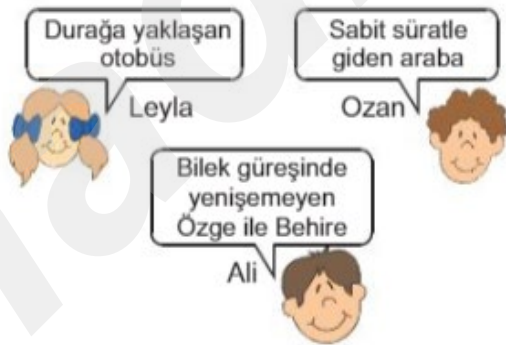 Durağa yaklaşan
otobüs
Leyla
Sabit süratle
giden araba
Ozan
Bilek güreşinde
yenişemeyen
Özge ile Behire
Ali